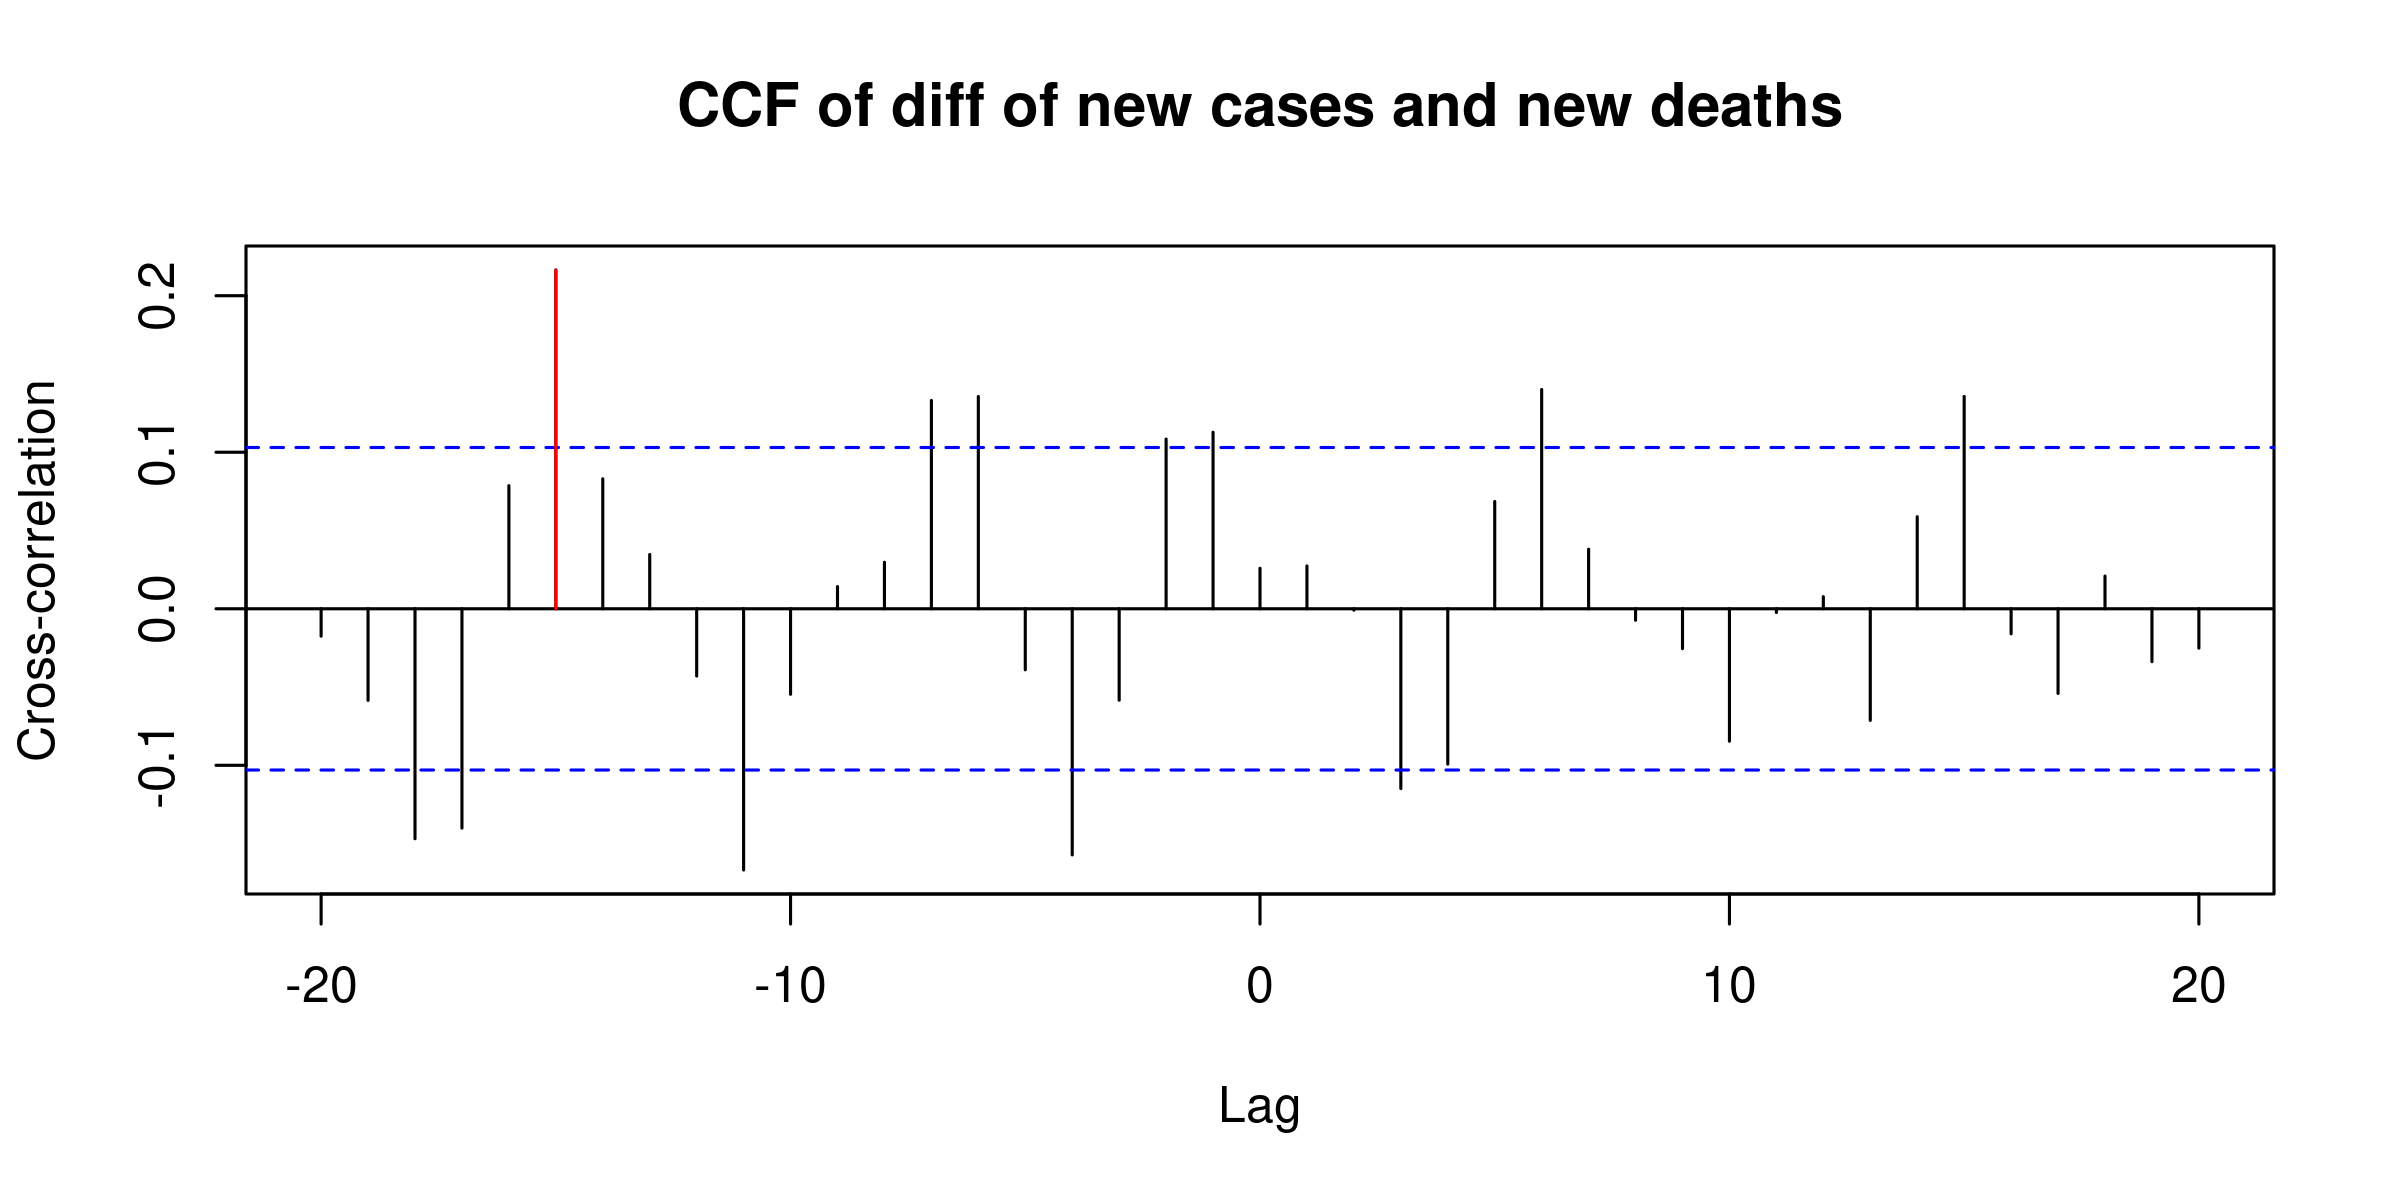 CCF of diff of new cases and new deaths
Cross-correlation
0.2
0.1
0.0
-0.1
-20 -10 0 10 20
Lag